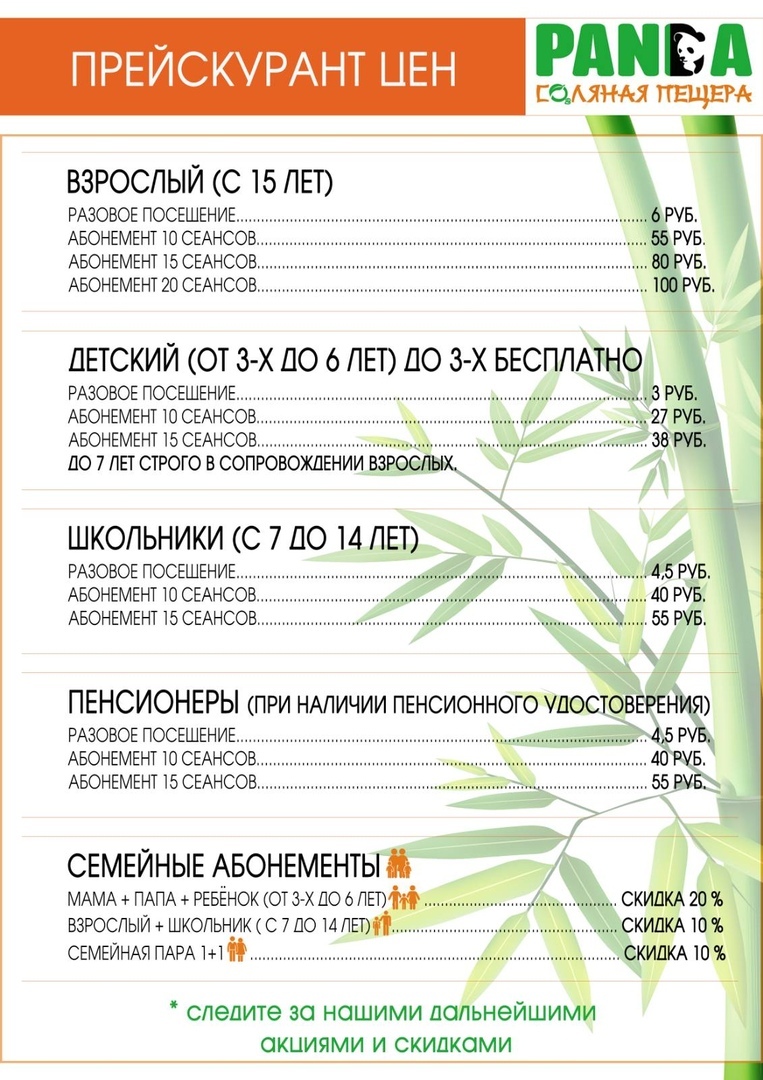 ПРЕЙСКУРАНТ ЦЕН
PANDA
СОЛЯНАЯ ПЕЩЕРА
ВЗРОСЛЫЙ (С 15 ЛЕТ)
РАЗОВОЕ ПОСЕЩЕНИЕ................................................ 6 РУБ.
АБОНЕМЕНТ 10 СЕАНСОВ................................................ 55 РУБ.
АБОНЕМЕНТ 15 СЕАНСОВ................................................ 80 РУБ.
АБОНЕМЕНТ 20 СЕАНСОВ................................................ 100 РУБ.
ДЕТСКИЙ (ОТ 3-Х ДО 6 ЛЕТ) ДО 3-Х БЕСПЛАТНО
РАЗОВОЕ ПОСЕЩЕНИЕ................................................ 3 РУБ.
АБОНЕМЕНТ 10 СЕАНСОВ................................................ 27 РУБ.
АБОНЕМЕНТ 15 СЕАНСОВ................................................ 38 РУБ.
ДО 7 ЛЕТ СТРОГО В СОПРОВОЖДЕНИИ ВЗРОСЛЫХ.
ШКОЛЬНИКИ (С 7 ДО 14 ЛЕТ)
РАЗОВОЕ ПОСЕЩЕНИЕ................................................ 4,5 РУБ.
АБОНЕМЕНТ 10 СЕАНСОВ................................................ 40 РУБ.
АБОНЕМЕНТ 15 СЕАНСОВ................................................ 55 РУБ.
ПЕНСИОНЕРЫ (ПРИ НАЛИЧИИ ПЕНСИОННОГО УДОСТОВЕРЕНИЯ)
РАЗОВОЕ ПОСЕЩЕНИЕ................................................ 4,5 РУБ.
АБОНЕМЕНТ 10 СЕАНСОВ................................................ 40 РУБ.
АБОНЕМЕНТ 15 СЕАНСОВ................................................ 55 РУБ.
СЕМЕЙНЫЕ АБОНЕМЕНТЫ
МАМА + ПАПА + РЕБЁНОК (ОТ 3-Х ДО 6 ЛЕТ) ................................ СКИДКА 20 %
ВЗРОСЛЫЙ + ШКОЛЬНИК ( С 7 ДО 14 ЛЕТ)................................ СКИДКА 10 %
СЕМЕЙНАЯ ПАРА 1+1 ................................................ СКИДКА 10 %
* следите за нашими дальнейшими
акциями и скидками